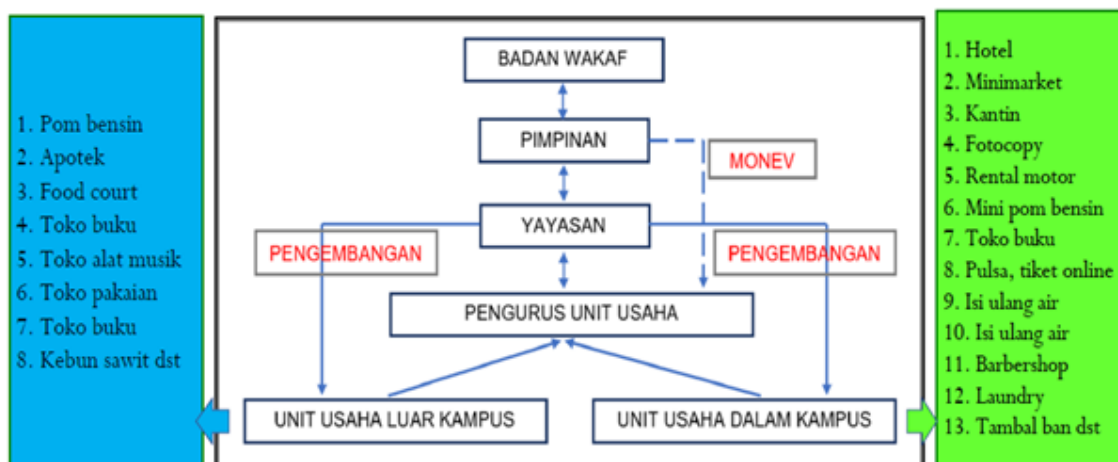 1. Pom bensin
2. Apotek
3. Food court
4. Toko buku
5. Toko alat musik
6. Toko pakaian
7. Toko buku
8. Kebun sawit dst
BADAN WAKAF
PIMPINAN
MONEV
YAYASAN
PENGEMBANGAN
PENGEMBANGAN
PENGURUS UNIT USAHA
UNIT USAHA LUAR KAMPUS
UNIT USAHA DALAM KAMPUS
1. Hotel
2. Minimarket
3. Kantin
4. Fotocopy
5. Rental motor
6. Mini pom bensin
7. Toko buku
8. Pulsa, tiket online
9. Isi ulang air
10. Isi ulang air
11. Barbershop
12. Laundry
13. Tambal ban dst